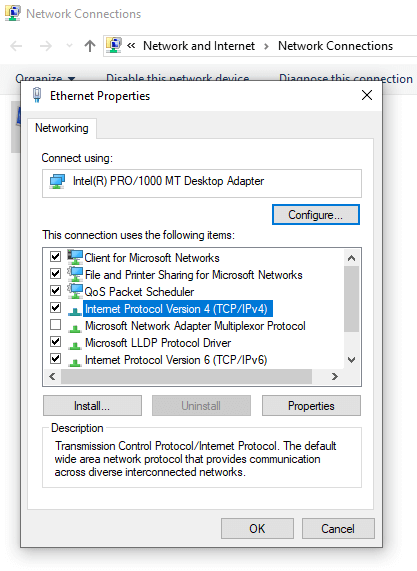 Network Connections
« Network and Internet > Network Connections
Organize Disable this network device Diagnose this connection
Ethernet Properties
Networking
Connect using:
Intel(R) PRO/1000 MT Desktop Adapter
Configure...
This connection uses the following items:
Client for Microsoft Networks
File and Printer Sharing for Microsoft Networks
QoS Packet Scheduler
Internet Protocol Version 4 (TCP/IPv4)
Microsoft Network Adapter Multiplexor Protocol
Microsoft LLDP Protocol Driver
Internet Protocol Version 6 (TCP/IPv6)
Install... Uninstall Properties
Description
Transmission Control Protocol/Internet Protocol. The default
wide area network protocol that provides communication
across diverse interconnected networks.
OK Cancel